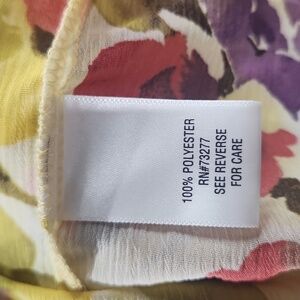 100% POLYESTER
RN#73277
SEE REVERSE
FOR CARE